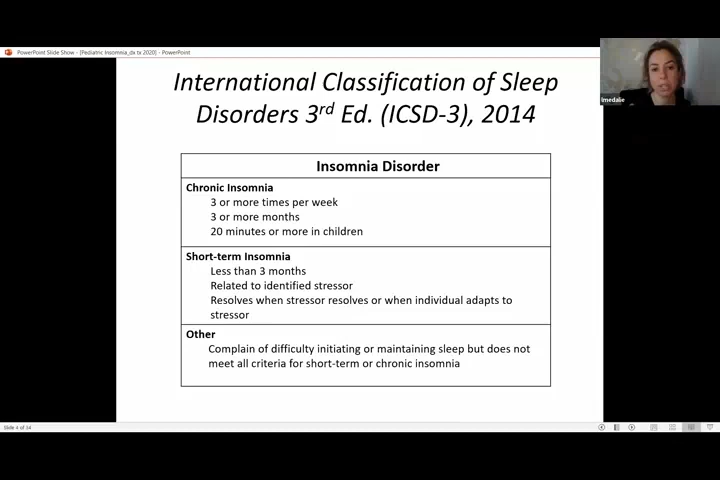 PowerPoint Slide Show - [Pediatric Insomnia_dx tx 2020] - PowerPoint
International Classification of Sleep
Disorders 3rd Ed. (ICSD-3), 2014
Insomnia Disorder
Chronic Insomnia
3 or more times per week
3 or more months
20 minutes or more in children
Short-term Insomnia
Less than 3 months
Related to identified stressor
Resolves when stressor resolves or when individual adapts to
stressor
Other
Complain of difficulty initiating or maintaining sleep but does not
meet all criteria for short-term or chronic insomnia
lmedalie
Slide 4 of 34